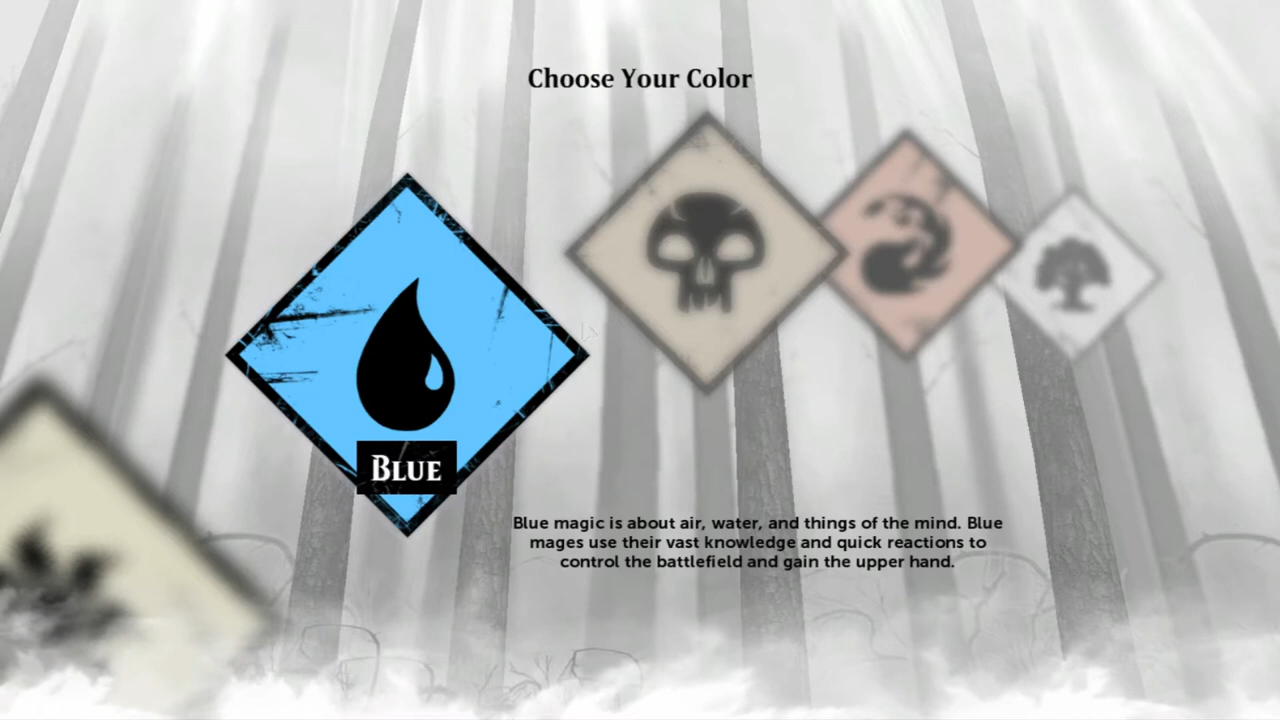 Choose Your Color
Blue
Blue magic is about air, water, and things of the mind. Blue
mages use their vast knowledge and quick reactions to
control the battlefield and gain the upper hand.